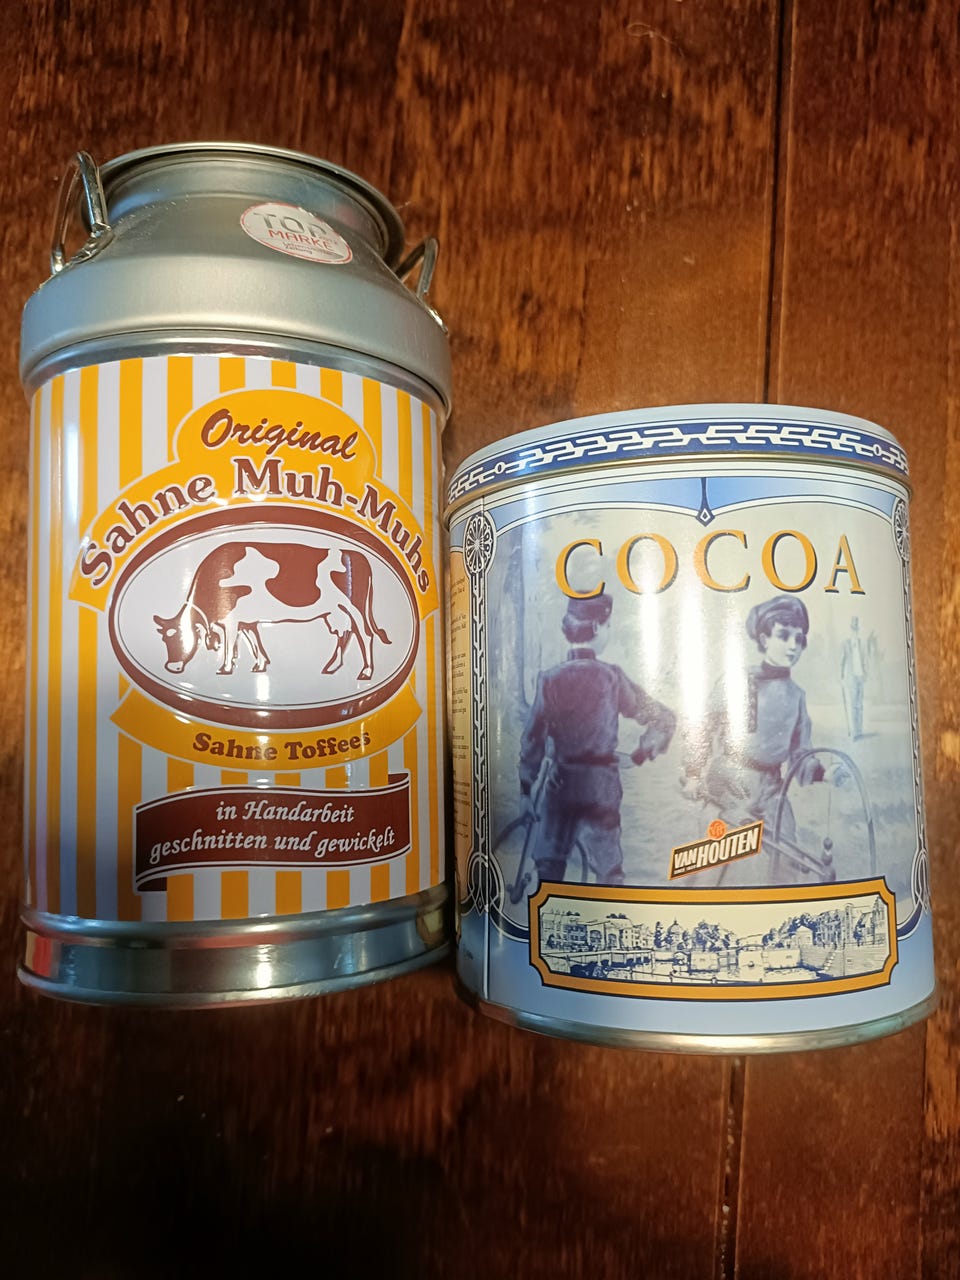 TOP
MARKE
Original
Sahne Muh-Muhs
Sahne Toffees
in Handarbeit
geschnitten und gewickelt
COCOA
VAN HOUTEN